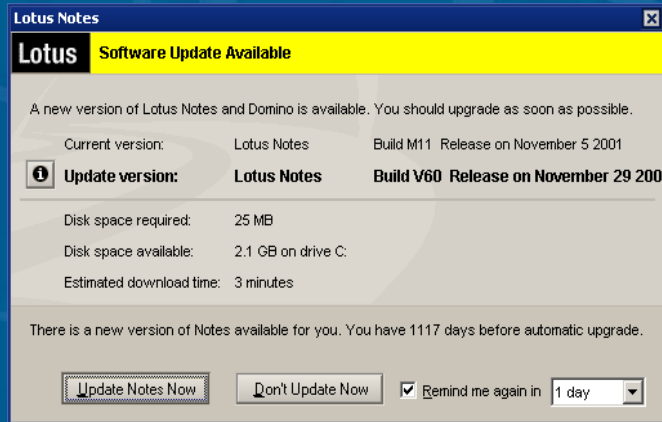 Lotus Notes
Lotus Software Update Available
A new version of Lotus Notes and Domino is available. You should upgrade as soon as possible.
Current version: Lotus Notes Build M11 Release on November 5 2001
Update version: Lotus Notes Build V60 Release on November 29 200
Disk space required: 25 MB
Disk space available: 2.1 GB on drive C:
Estimated download time: 3 minutes
There is a new version of Notes available for you. You have 1117 days before automatic upgrade.
Update Notes Now Don't Update Now Remind me again in 1 day